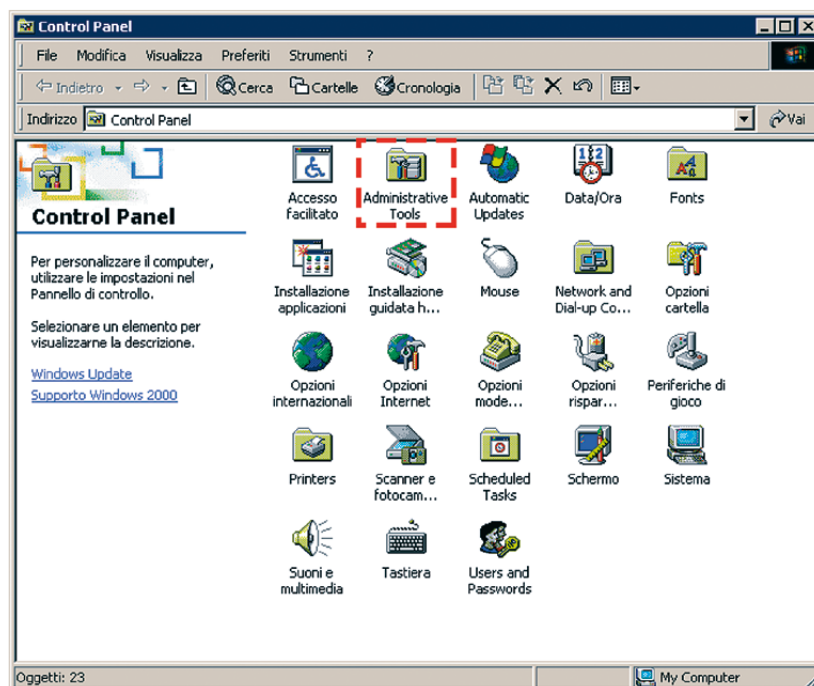 Control Panel
File Modifica Visualizza Preferiti Strumenti ?
Indietro Cerca Cartelle Cronologia
Indirizzo Control Panel Vai
Control Panel
Per personalizzare il computer,
utilizzare le impostazioni nel
Pannello di controllo.
Selezionare un elemento per
visualizzarne la descrizione.
Windows Update
Supporto Windows 2000
Accesso
facilitato
Administrative
Tools
Automatic
Updates
Data/Ora
Fonts
Installazione
applicazioni
Installazione
guidata h...
Mouse
Network and
Dial-up Co...
Opzioni
cartella
Opzioni
internazionali
Opzioni
Internet
Opzioni
mode...
Opzioni
rispar...
Periferiche di
gioco
Printers
Scanner e
fotocam...
Scheduled
Tasks
Schermo
Sistema
Suoni e
multimedia
Tastiera
Users and
Passwords
Oggetti: 23 My Computer